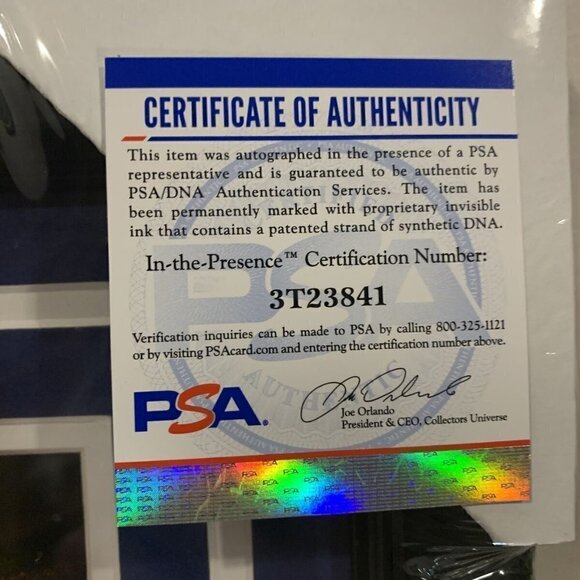 CERTIFICATE OF AUTHENTICITY
This item was autographed in the presence of a PSA
representative and is guaranteed to be authentic by
PSA/DNA Authentication Services. The item has
been permanently marked with proprietary invisible
ink that contains a patented strand of synthetic DNA.
In-the-Presence™ Certification Number:
3T23841
Verification inquiries can be made to PSA by calling 800-325-1121
or by visiting PSAcard.com and entering the certification number above.
PSA®
Joe Orlando
President & CEO, Collectors Universe